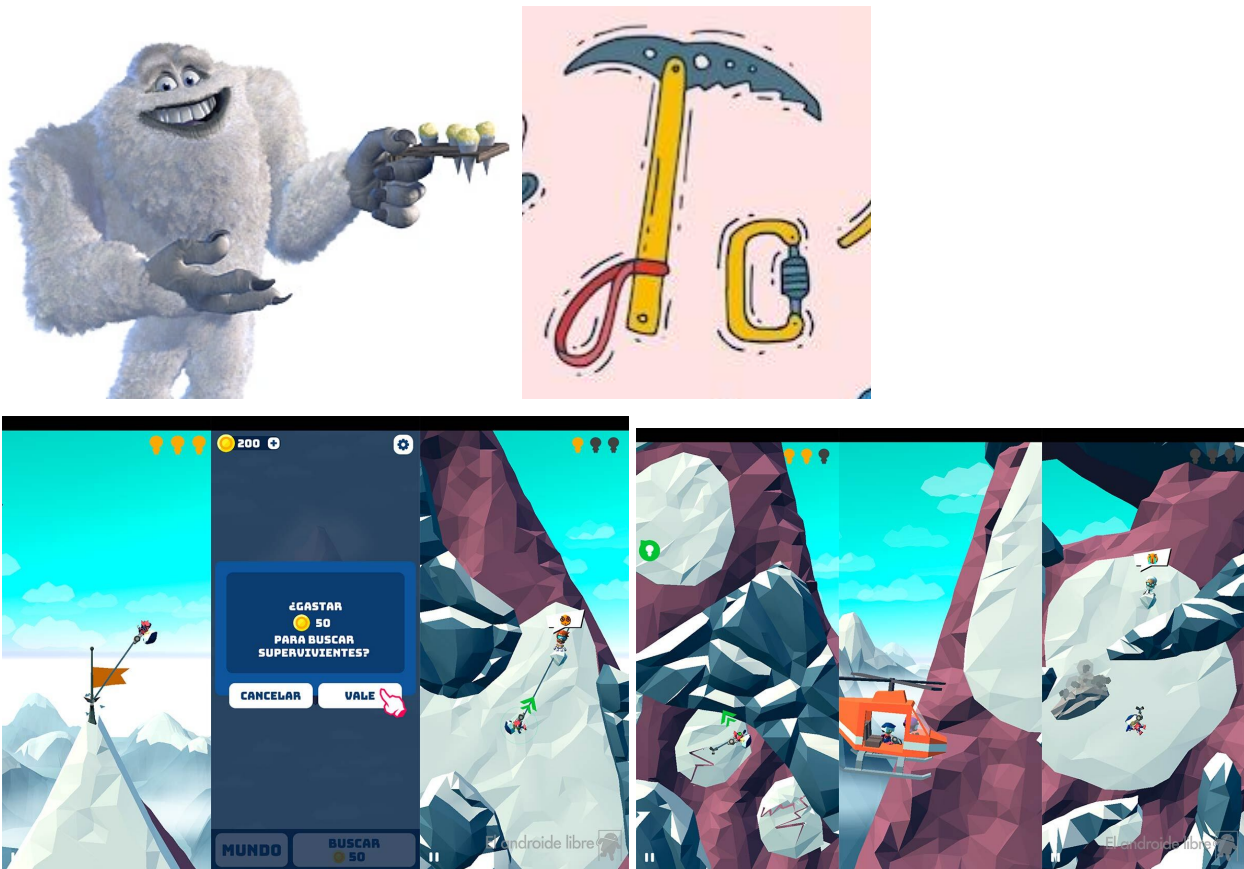 200
¿GASTAR
50
PARA BUSCAR
SUPERVIVIENTES?
CANCELAR
VALE
MUNDO
BUSCAR
50
El androide libre
El androide libre